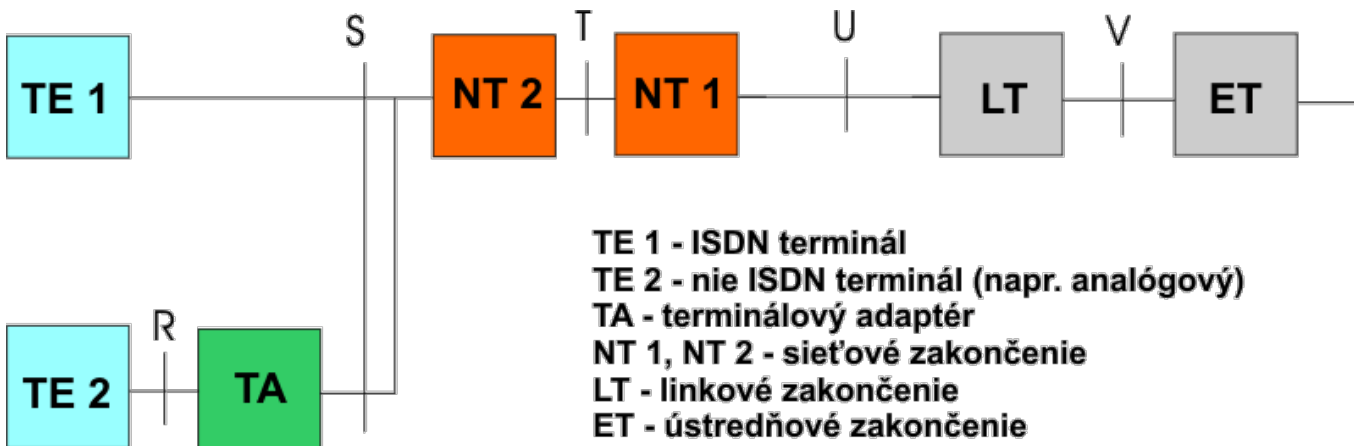 S
T
U
V
TE 1
NT 2
NT 1
LT
ET
R
TE 2
TA
TE 1 - ISDN terminál
TE 2 - nie ISDN terminál (napr. analógový)
TA - terminálový adaptér
NT 1, NT 2 - sieťové zakončenie
LT - linkové zakončenie
ET - ústredňové zakončenie